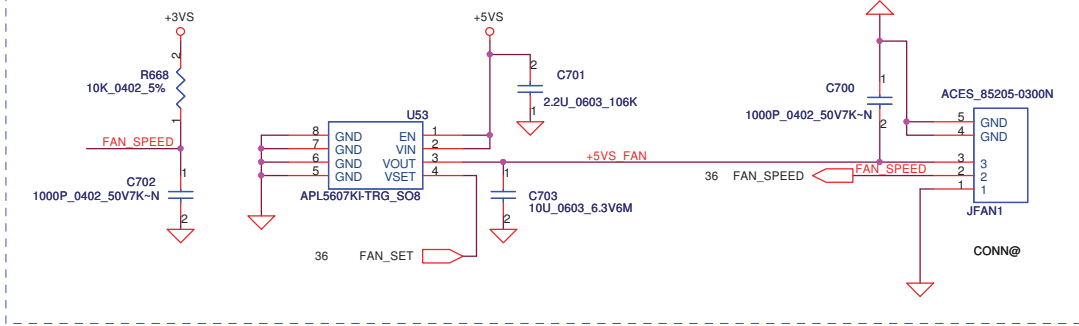 +3VS
2
R668
10K_0402_5%
1
FAN_SPEED
C702
1
1000P_0402_50V7K~N
2
+5VS
2
C701
2.2U_0603_106K
1
U53
8 GND EN 1
7 GND VIN 2
6 GND VOUT 3
5 GND VSET 4
APL5607KI-TRG_SO8
+5VS_FAN
1
C703
10U_0603_6.3V6M
2
36 FAN_SET
1
C700
1000P_0402_50V7K~N
2
ACES_85205-0300N
5 GND
4 GND
3 3
2 2
1 1
FAN_SPEED
36 FAN_SPEED
JFAN1
CONN@